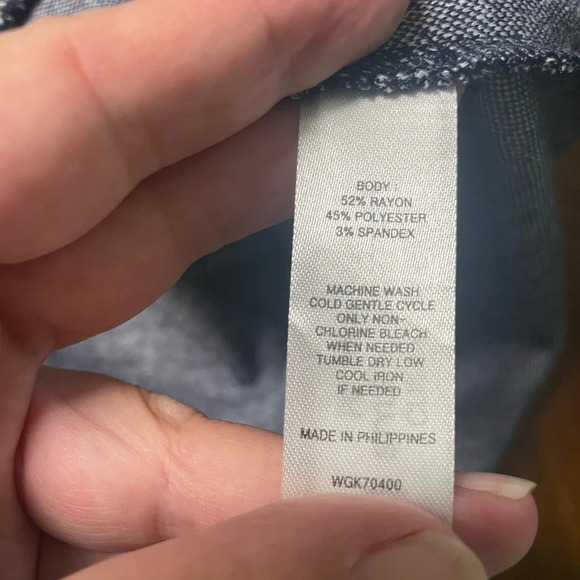 BODY :
52% RAYON
45% POLYESTER
3% SPANDEX
MACHINE WASH
COLD GENTLE CYCLE
ONLY NON-
CHLORINE BLEACH
WHEN NEEDED
TUMBLE DRY LOW
COOL IRON
IF NEEDED
MADE IN PHILIPPINES
WGK70400